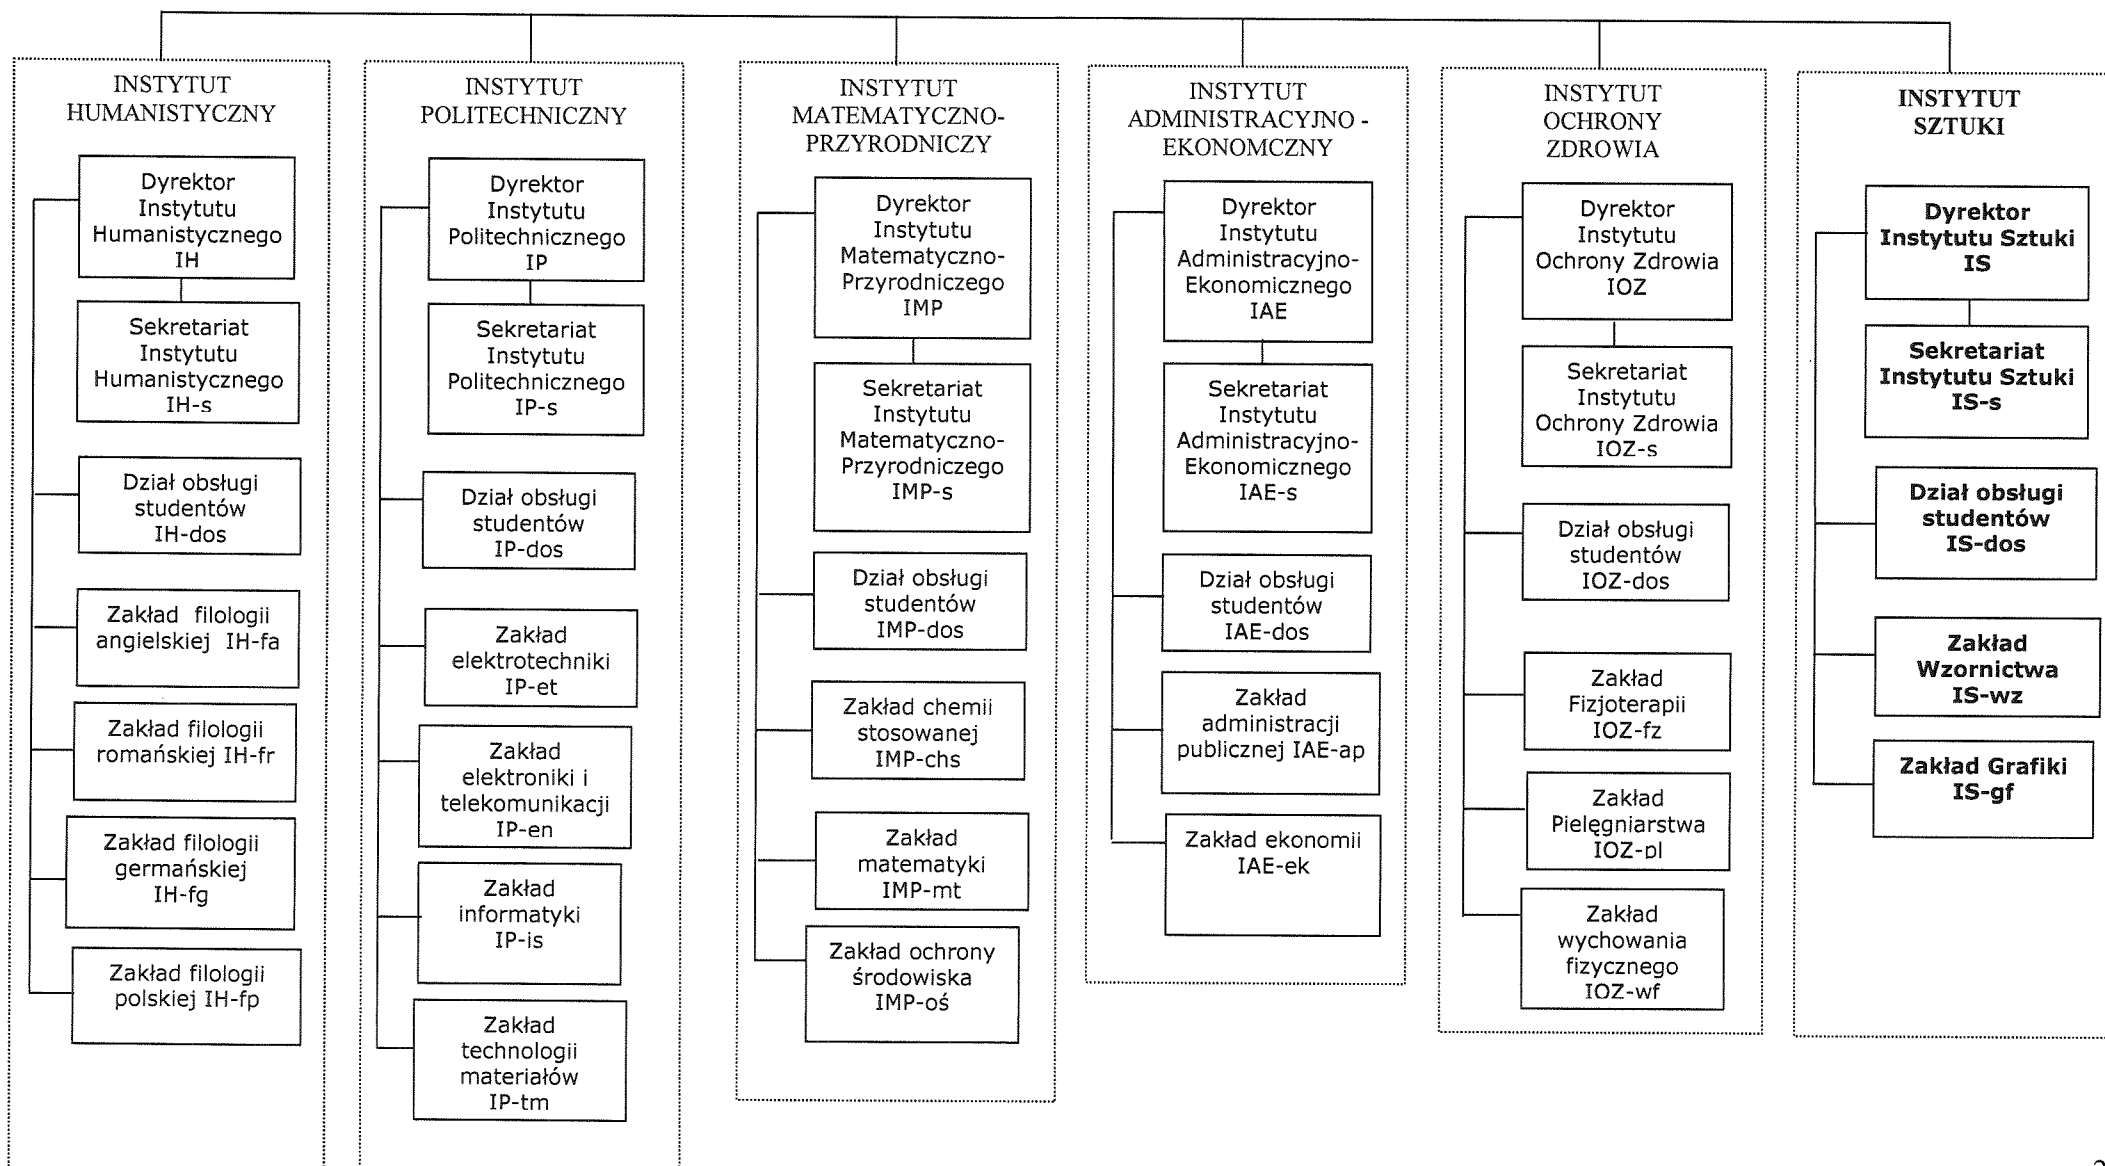 INSTYTUT
HUMANISTYCZNY
Dyrektor
Instytutu
Humanistycznego
IH
Sekretariat
Instytutu
Humanistycznego
IH-s
Dział obsługi
studentów
IH-dos
Zakład filologii
angielskiej IH-fa
Zakład filologii
romańskiej IH-fr
Zakład filologii
germańskiej
IH-fg
Zakład filologii
polskiej IH-fp
INSTYTUT
POLITECHNICZNY
Dyrektor
Instytutu
Politechnicznego
IP
Sekretariat
Instytutu
Politechnicznego
IP-s
Dział obsługi
studentów
IP-dos
Zakład
elektrotechniki
IP-et
Zakład
elektroniki i
telekomunikacji
IP-en
Zakład
informatyki
IP-is
Zakład
technologii
materiałów
IP-tm
INSTYTUT
MATEMATYCZNO-
PRZYRODNICZY
Dyrektor
Instytutu
Matematyczno-
Przyrodniczego
IMP
Sekretariat
Instytutu
Matematyczno-
Przyrodniczego
IMP-s
Dział obsługi
studentów
IMP-dos
Zakład chemii
stosowanej
IMP-chs
Zakład
matematyki
IMP-mt
Zakład ochrony
środowiska
IMP-oś
INSTYTUT
ADMINISTRACYJNO -
EKONOMCZNY
Dyrektor
Instytutu
Administracyjno-
Ekonomicznego
IAE
Sekretariat
Instytutu
Administracyjno-
Ekonomicznego
IAE-s
Dział obsługi
studentów
IAE-dos
Zakład
administracji
publicznej IAE-ap
Zakład ekonomii
IAE-ek
INSTYTUT
OCHRONY
ZDROWIA
Dyrektor
Instytutu
Ochrony Zdrowia
IOZ
Sekretariat
Instytutu
Ochrony Zdrowia
IOZ-s
Dział obsługi
studentów
IOZ-dos
Zakład
Fizjoterapii
IOZ-fz
Zakład
Pielęgniarstwa
IOZ-pl
Zakład
wychowania
fizycznego
IOZ-wf
INSTYTUT
SZTUKI
Dyrektor
Instytutu Sztuki
IS
Sekretariat
Instytutu Sztuki
IS-s
Dział obsługi
studentów
IS-dos
Zakład
Wzornictwa
IS-wz
Zakład Grafiki
IS-gf